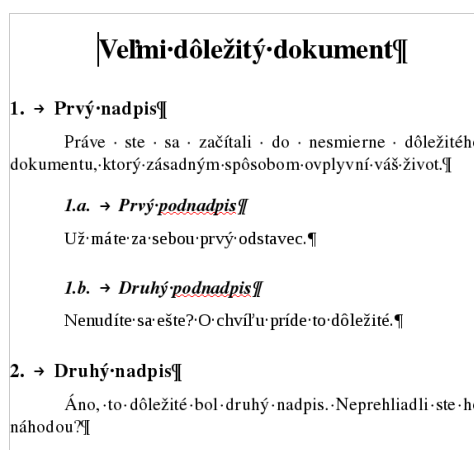 Veľmi dôležitý dokument¶
1. → Prvý nadpis¶
Práve ste sa začítali do nesmierne
dokumentu, ktorý zásadným spôsobom ovplyvní váš život.¶
1.a. → Prvý podnadpis¶
Už máte za sebou prvý odstavec.¶
1.b. → Druhý podnadpis¶
Nenudíte sa ešte? O chvíľu príde to dôležité.¶
2. → Druhý nadpis¶
Áno, to dôležité bol druhý nadpis. Neprehliadli ste
náhodou?¶